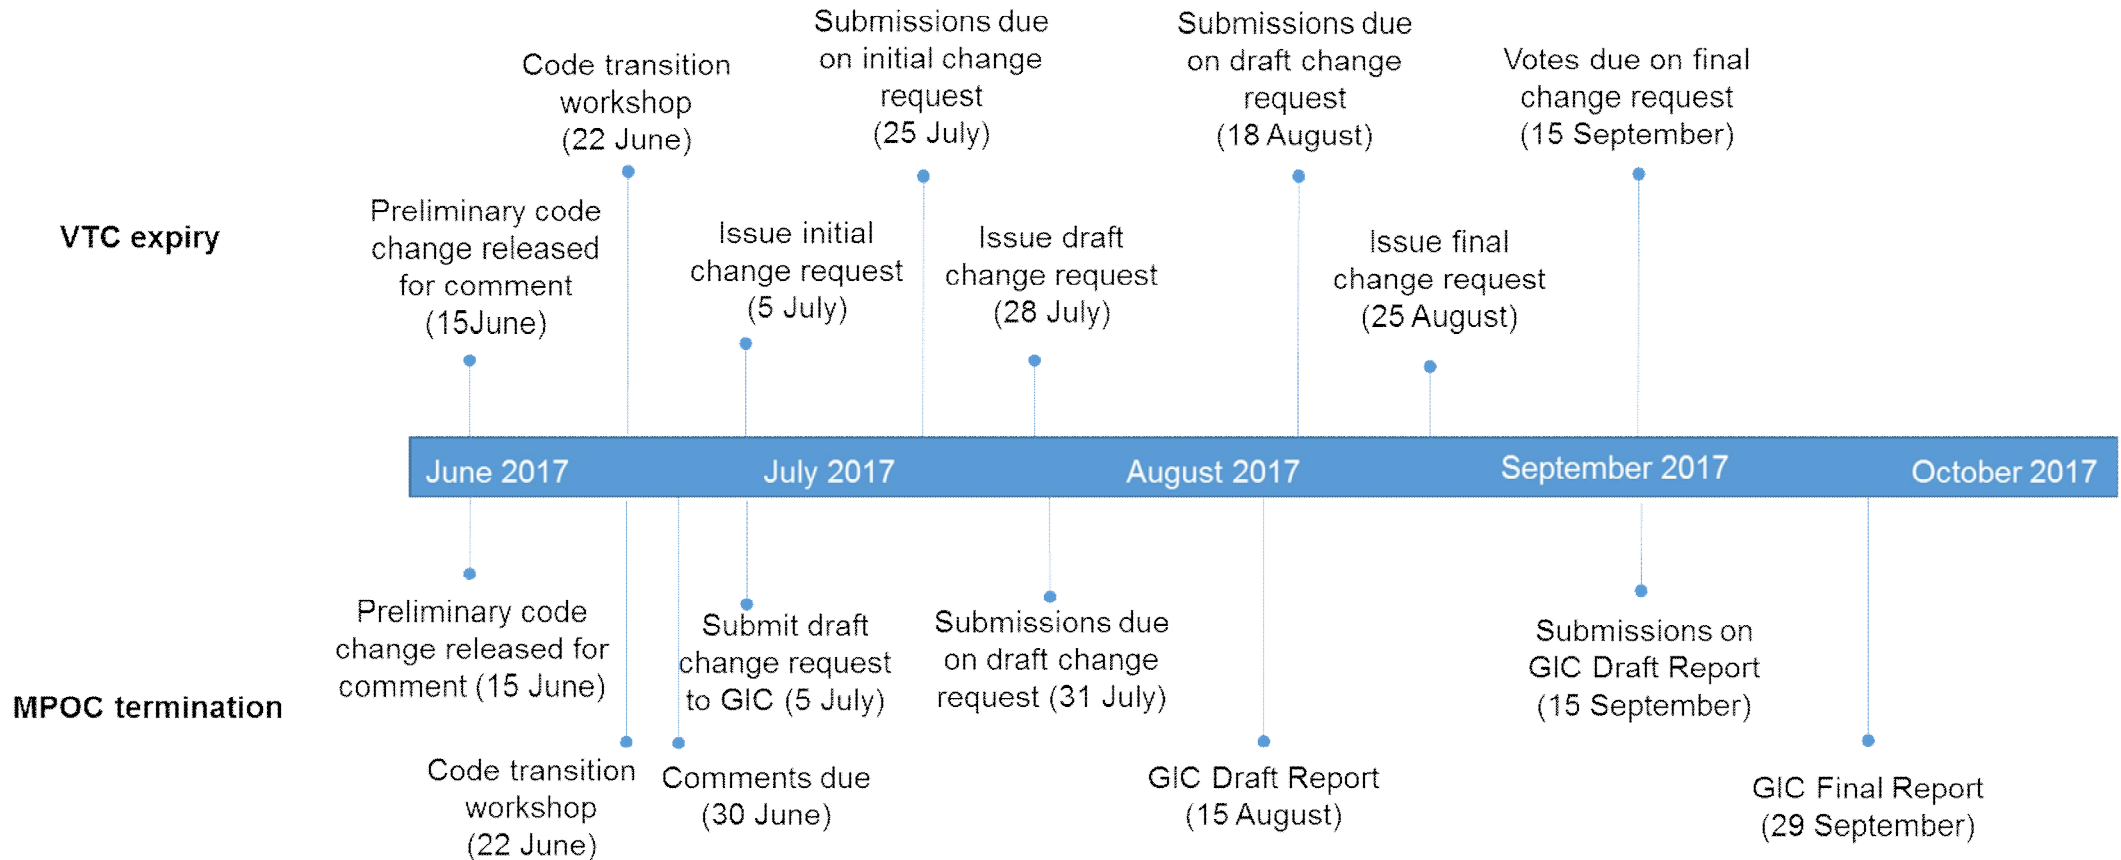 Submissions due
on initial change
request
(25 July)
Submissions due
on draft change
request
(18 August)
Code transition
workshop
(22 June)
Votes due on final
change request
(15 September)
VTC expiry
Preliminary code
change released
for comment
(15June)
Issue initial
change request
(5 July)
Issue draft
change request
(28 July)
Issue final
change request
(25 August)
June 2017
July 2017
August 2017
September 2017
October 2017
MPOC termination
Preliminary code
change released for
comment (15 June)
Submit draft
change request
to GIC (5 July)
Submissions due
on draft change
request (31 July)
Submissions on
GIC Draft Report
(15 September)
Code transition
workshop
(22 June)
Comments due
(30 June)
GIC Draft Report
(15 August)
GIC Final Report
(29 September)